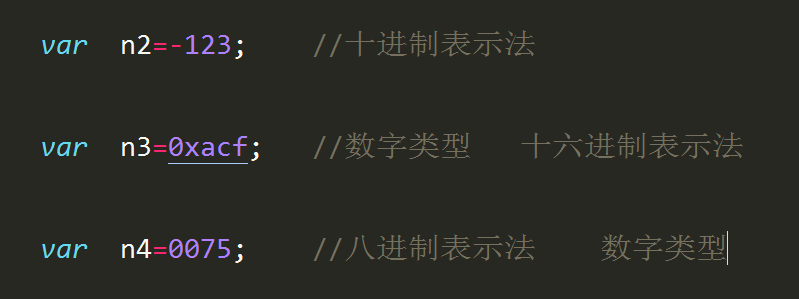 var n2=-123; //十进制表示法
var n3=0xacf; //数字类型 十六进制表示法
var n4=0075; //八进制表示法 数字类型